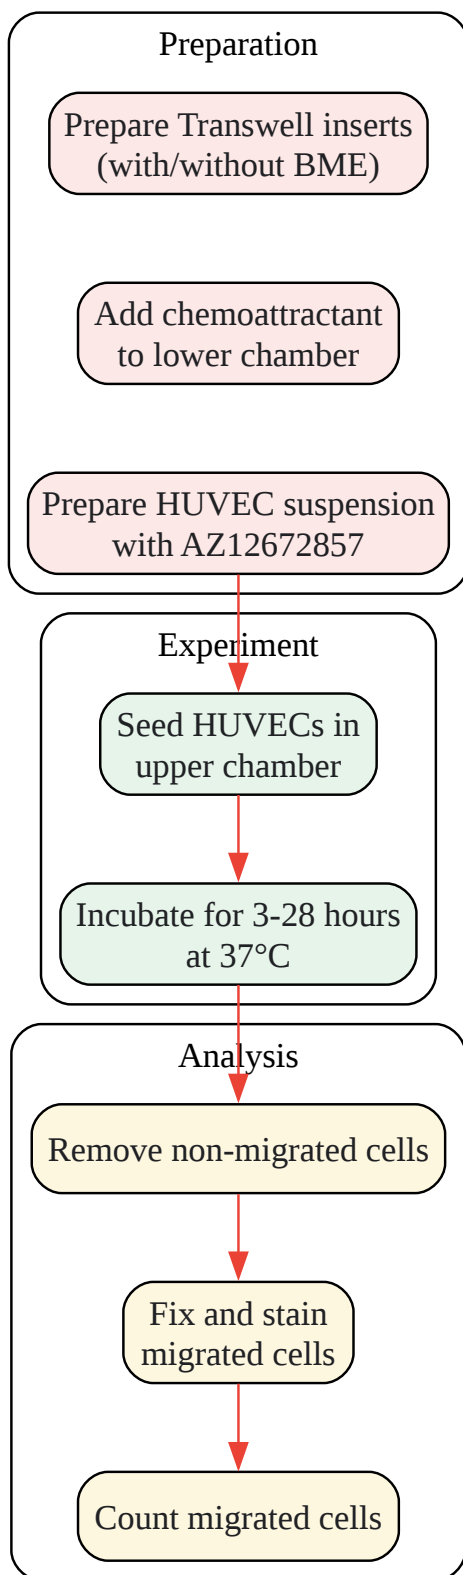 Preparation
Prepare Transwell inserts
(with/without BME)
Add chemoattractant
to lower chamber
Prepare HUVEC suspension
with AZ12672857
Experiment
Seed HUVECs in
upper chamber
Incubate for 3-28 hours
at 37°C
Analysis
Remove non-migrated cells
Fix and stain
migrated cells
Count migrated cells